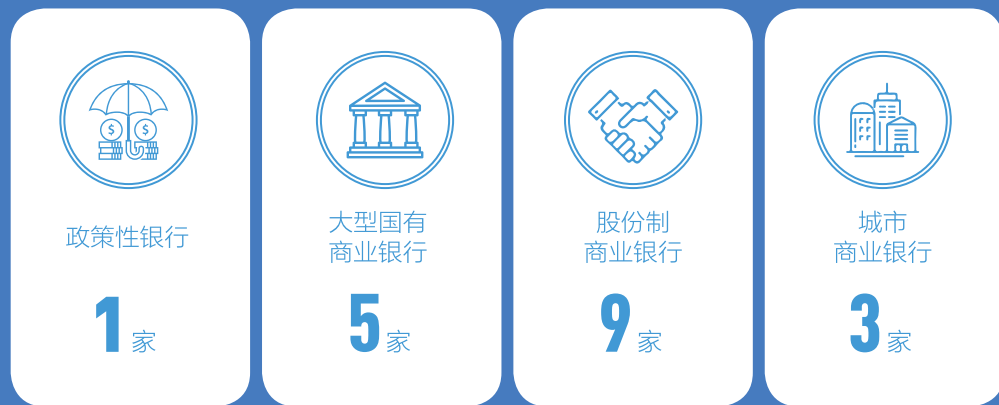 政策性银行
1 家
大型国有
商业银行
5 家
股份制
商业银行
9 家
城市
商业银行
3 家